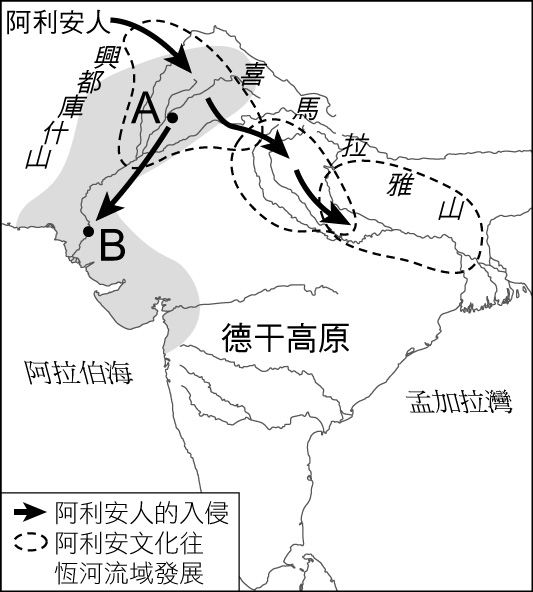 阿利安人
興都庫什山
喜馬拉雅山
A
B
德干高原
阿拉伯海
孟加拉灣
阿利安人的入侵
阿利安文化往
恆河流域發展